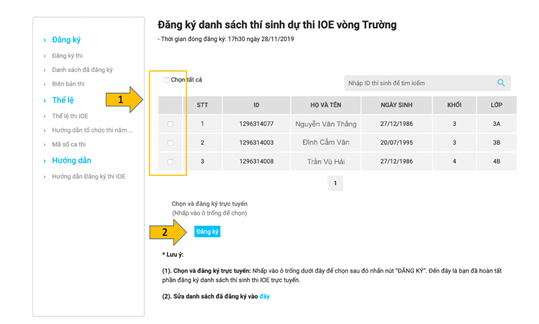 Đăng ký
Đăng ký thi
Danh sách đã đăng ký
Biên bản thi
Thể lệ
Thể lệ thi IOE
Hướng dẫn tổ chức thi năm ...
Mã số ca thi
Hướng dẫn
Hướng dẫn Đăng ký thi IOE
Đăng ký danh sách thí sinh dự thi IOE vòng Trường
- Thời gian đóng đăng ký: 17h30 ngày 28/11/2019
1
Chọn tất cả
Nhập ID thí sinh để tìm kiếm
STT ID HỌ VÀ TÊN NGÀY SINH KHỐI LỚP
1 1296314077 Nguyễn Văn Thắng 27/12/1986 3 3A
2 1296314003 Đinh Cẩm Vân 20/07/1995 3 3B
3 1296314008 Trần Vũ Hải 27/12/1986 4 4B
1
Chọn và đăng ký trực tuyến
(Nhấp vào ô trống để chọn)
2 Đăng ký
* Lưu ý:
(1). Chọn và đăng ký trực tuyến: Nhấp vào ô trống dưới đây để chọn sau đó nhấn nút "ĐĂNG KÝ". Đến đây là bạn đã hoàn tất
phần đăng ký danh sách thí sinh thi IOE trực tuyến.
(2). Sửa danh sách đã đăng ký vào đây